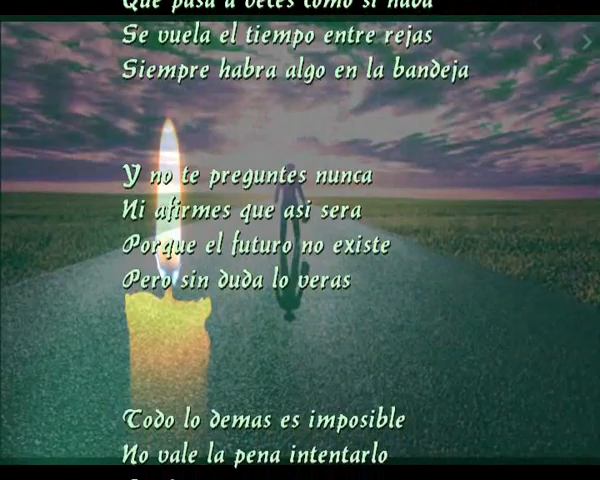 Que pasa a veces como si nada
Se vuela el tiempo entre rejas
Siempre habra algo en la bandeja
Y no te preguntes nunca
Ni afirmes que asi sera
Porque el futuro no existe
Pero sin duda lo veras
Todo lo demas es imposible
No vale la pena intentarlo